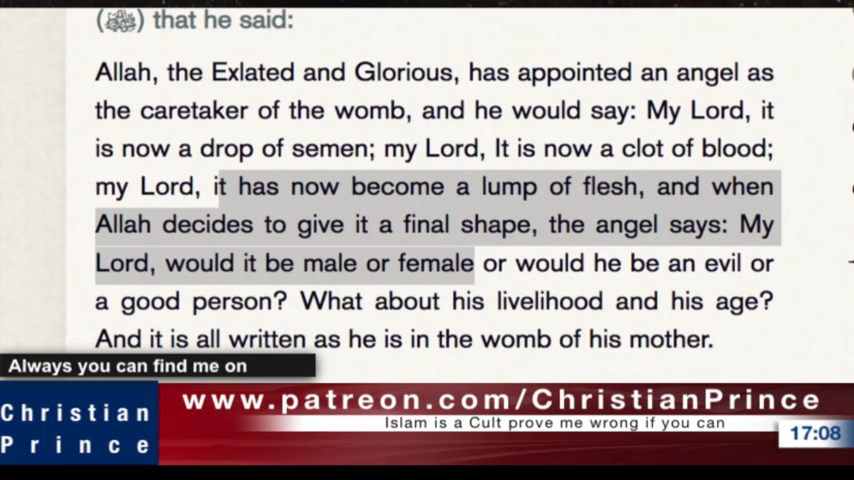 (ﷺ) that he said:
Allah, the Exlated and Glorious, has appointed an angel as
the caretaker of the womb, and he would say: My Lord, it
is now a drop of semen; my Lord, It is now a clot of blood;
my Lord, it has now become a lump of flesh, and when
Allah decides to give it a final shape, the angel says: My
Lord, would it be male or female or would he be an evil or
a good person? What about his livelihood and his age?
And it is all written as he is in the womb of his mother.
Always you can find me on
Christian
Prince
www.patreon.com/ChristianPrince
Islam is a Cult prove me wrong if you can
17:08